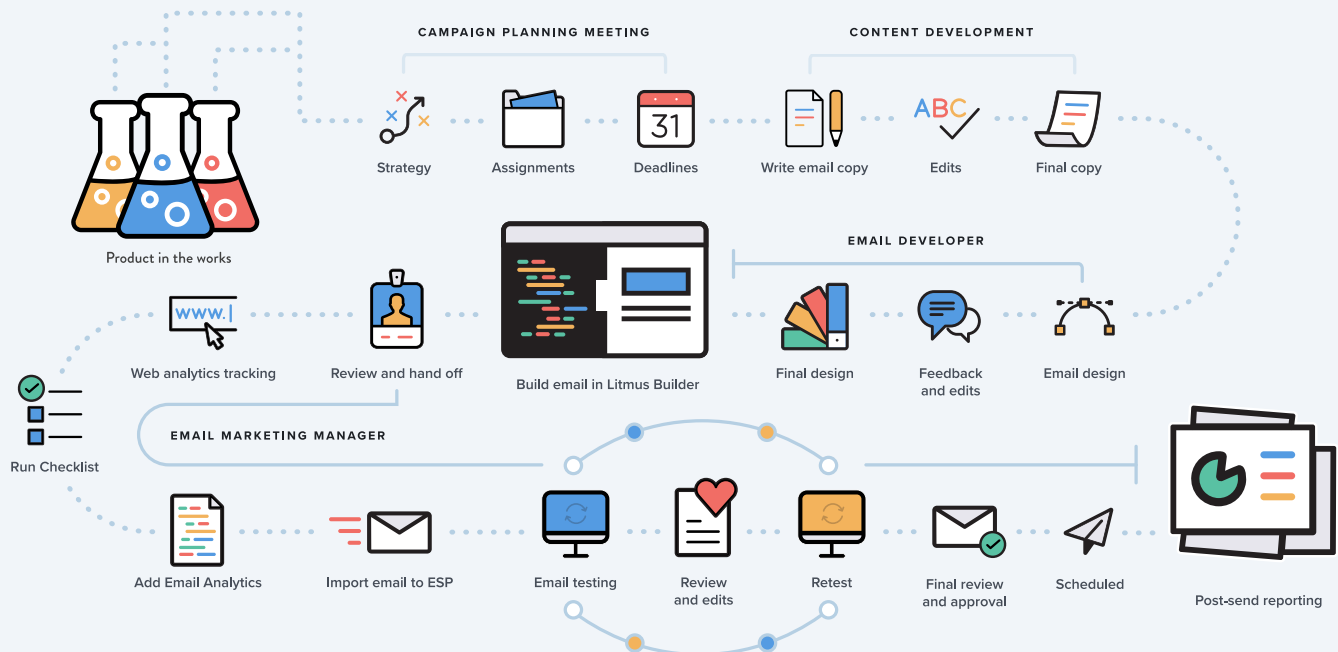 CAMPAIGN PLANNING MEETING
CONTENT DEVELOPMENT
31
ABC
Strategy
Assignments
Deadlines
Write email copy
Edits
Final copy
Product in the works
EMAIL DEVELOPER
www.
Web analytics tracking
Review and hand off
Build email in Litmus Builder
Final design
Feedback
and edits
Email design
EMAIL MARKETING MANAGER
Run Checklist
Add Email Analytics
Import email to ESP
Email testing
Review
and edits
Retest
Final review
and approval
Scheduled
Post-send reporting